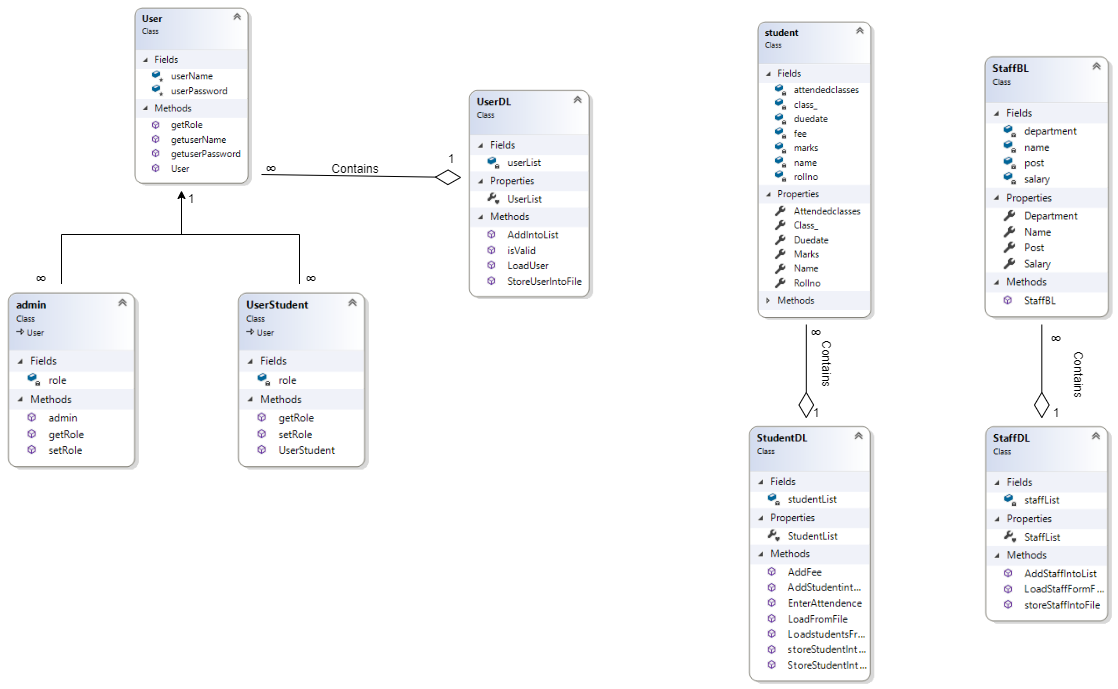 User
Class
Fields
userName
userPassword
Methods
getRole
getuserName
getuserPassword
User
∞
Contains
1
UserDL
Class
Fields
userList
Properties
UserList
Methods
AddIntoList
isValid
LoadUser
StoreUserIntoFile
1
∞
∞
admin
Class
User
Fields
role
Methods
admin
getRole
setRole
UserStudent
Class
User
Fields
role
Methods
getRole
setRole
UserStudent
student
Class
Fields
attendedclasses
class_
duedate
fee
marks
name
rollno
Properties
Attendedclasses
Class_
Duedate
Marks
Name
Rollno
Methods
∞
Contains
1
StudentDL
Class
Fields
studentList
Properties
StudentList
Methods
AddFee
AddStudentint...
EnterAttendence
LoadFromFile
LoadstudentsFr...
storeStudentInt...
StoreStudentInt...
StaffBL
Class
Fields
department
name
post
salary
Properties
Department
Name
Post
Salary
Methods
StaffBL
∞
Contains
1
StaffDL
Class
Fields
staffList
Properties
StaffList
Methods
AddStaffIntoList
LoadStaffFormF...
storeStaffIntoFile